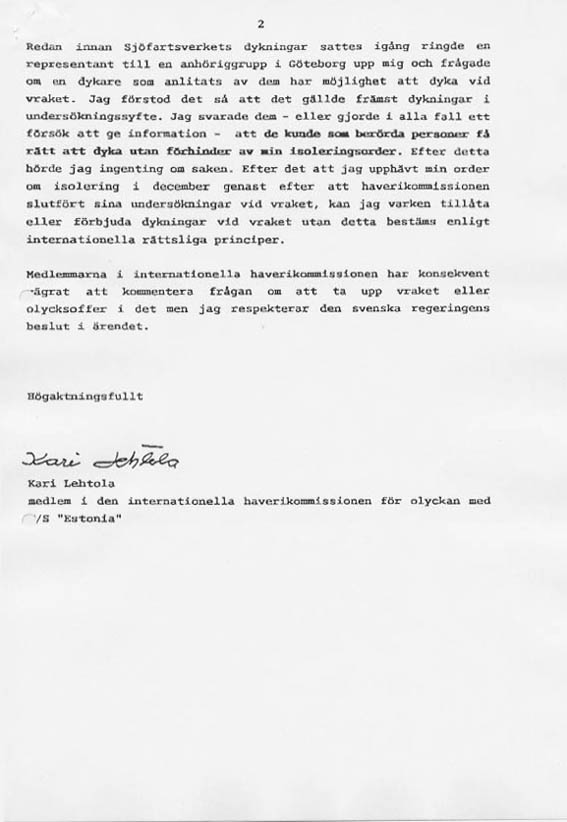 2
Redan innan Sjöfartsverkets dykningar sattes igång ringde en
representant till en anhöriggrupp i Göteborg upp mig och frågade
om en dykare som anlitats av dem har möjlighet att dyka vid
vraket. Jag förstod det så att det gällde främst dykningar i
undersökningssyfte. Jag svarade dem - eller gjorde i alla fall ett
försök att ge information - att de kunde som berörda personer få
rätt att dyka utan förhinder av min isoleringsorder. Efter detta
hörde jag ingenting om saken. Efter det att jag upphävt min order
om isolering i december genast efter att haverikommissionen
slutfört sina undersökningar vid vraket, kan jag varken tillåta
eller förbjuda dykningar vid vraket utan detta bestäms enligt
internationella rättsliga principer.
Medlemmarna i internationella haverikommissionen har konsekvent
ägrat att kommentera frågan om att ta upp vraket eller
olycksoffer i det men jag respekterar den svenska regeringens
beslut i ärendet.
Högaktningsfullt
Kari Lehtola
Kari Lehtola
medlem i den internationella haverikommissionen för olyckan med
/S "Estonia"